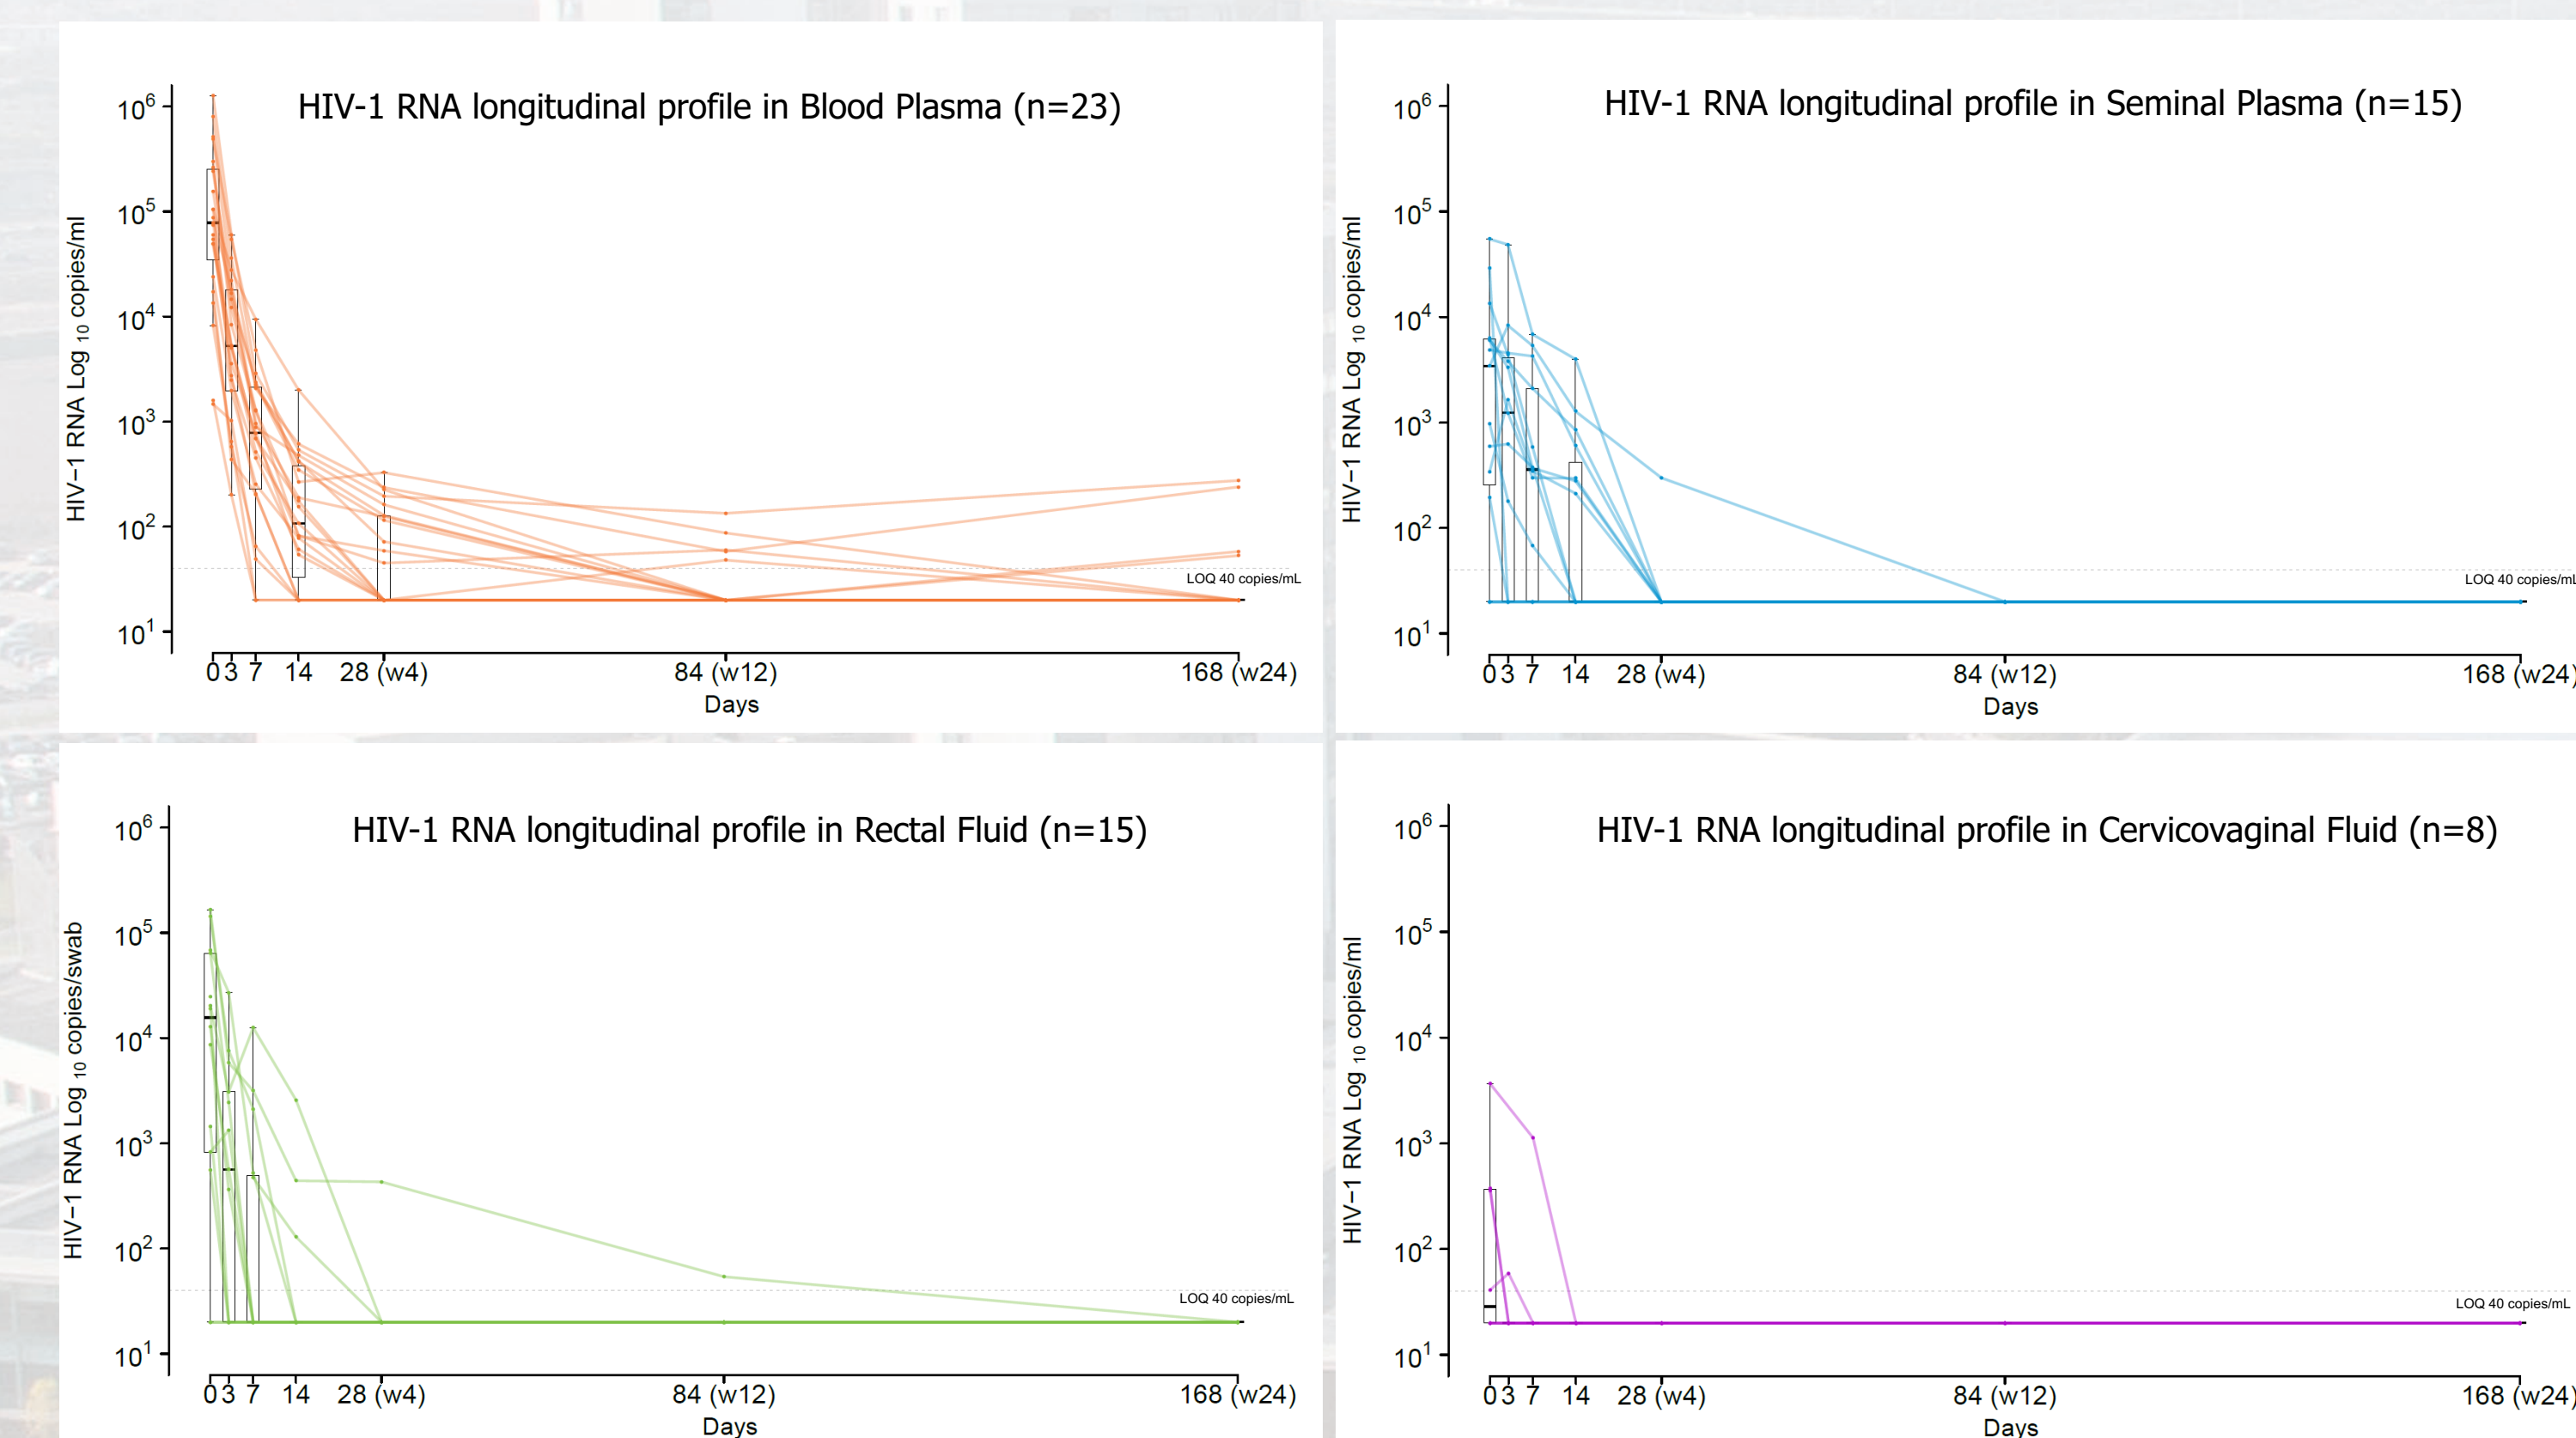 HIV-1 RNA longitudinal profile in Blood Plasma (n=23)
HIV−1 RNA Log 10 copies/ml
10^6
10^5
10^4
10^3
10^2
10^1
LOQ 40 copies/mL
0 3 7 14 28 (w4) 84 (w12) 168 (w24)
Days
HIV-1 RNA longitudinal profile in Seminal Plasma (n=15)
HIV−1 RNA Log 10 copies/ml
10^6
10^5
10^4
10^3
10^2
10^1
LOQ 40 copies/mL
0 3 7 14 28 (w4) 84 (w12) 168 (w24)
Days
HIV-1 RNA longitudinal profile in Rectal Fluid (n=15)
HIV−1 RNA Log 10 copies/swab
10^6
10^5
10^4
10^3
10^2
10^1
LOQ 40 copies/mL
0 3 7 14 28 (w4) 84 (w12) 168 (w24)
Days
HIV-1 RNA longitudinal profile in Cervicovaginal Fluid (n=8)
HIV−1 RNA Log 10 copies/ml
10^6
10^5
10^4
10^3
10^2
10^1
LOQ 40 copies/mL
0 3 7 14 28 (w4) 84 (w12) 168 (w24)
Days